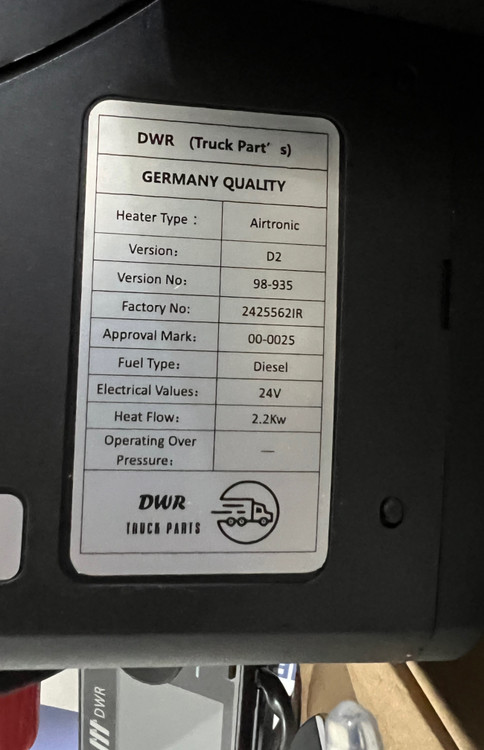 DWR (Truck Part' s)
GERMANY QUALITY
Heater Type : Airtronic
Version: D2
Version No: 98-935
Factory No: 2425562IR
Approval Mark: 00-0025
Fuel Type: Diesel
Electrical Values: 24V
Heat Flow: 2.2Kw
Operating Over
Pressure: —
DWR
TRUCK PARTS
DWR